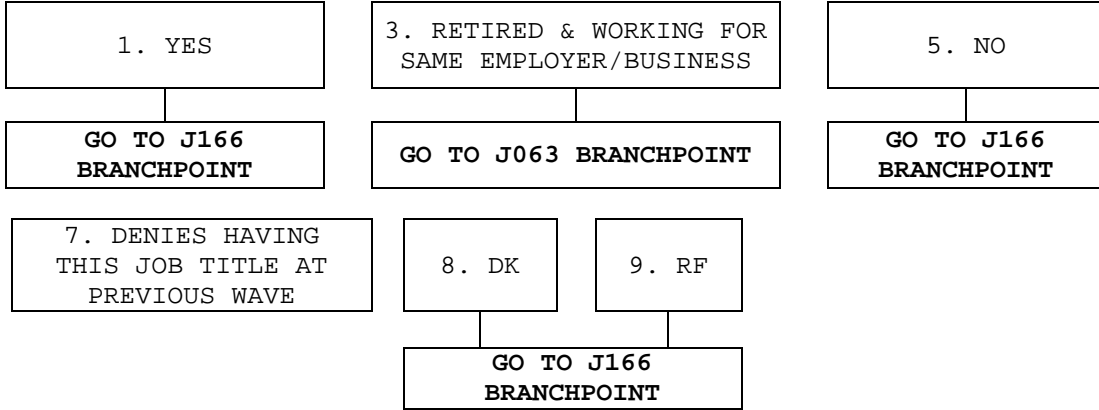 1. YES
3. RETIRED & WORKING FOR
SAME EMPLOYER/BUSINESS
5. NO
GO TO J166
BRANCHPOINT
GO TO J063 BRANCHPOINT
GO TO J166
BRANCHPOINT
7. DENIES HAVING
THIS JOB TITLE AT
PREVIOUS WAVE
8. DK
9. RF
GO TO J166
BRANCHPOINT